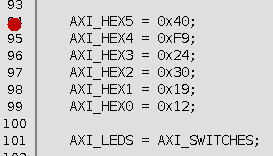 93
AXI_HEX5 = 0x40;
95 AXI_HEX4 = 0xF9;
96 AXI_HEX3 = 0x24;
97 AXI_HEX2 = 0x30;
98 AXI_HEX1 = 0x19;
99 AXI_HEX0 = 0x12;
100
101 AXI_LEDS = AXI_SWITCHES;